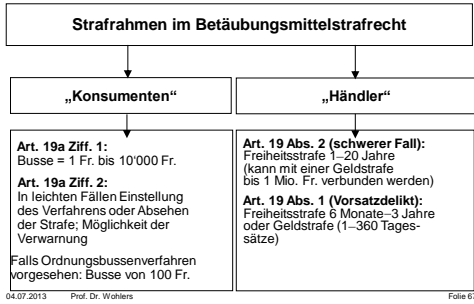 Strafrahmen im Betäubungsmittelstrafrecht
„Konsumenten“
„Händler“
Art. 19a Ziff. 1:
Busse = 1 Fr. bis 10‘000 Fr.
Art. 19a Ziff. 2:
In leichten Fällen Einstellung
des Verfahrens oder Absehen
der Strafe; Möglichkeit der
Verwarnung
Falls Ordnungsbussenverfahren
vorgesehen: Busse von 100 Fr.
Art. 19 Abs. 2 (schwerer Fall):
Freiheitsstrafe 1–20 Jahre
(kann mit einer Geldstrafe
bis 1 Mio. Fr. verbunden werden)
Art. 19 Abs. 1 (Vorsatzdelikt):
Freiheitsstrafe 6 Monate–3 Jahre
oder Geldstrafe (1–360 Tages-
sätze)
04.07.2013 Prof. Dr. Wohlers Folie 67